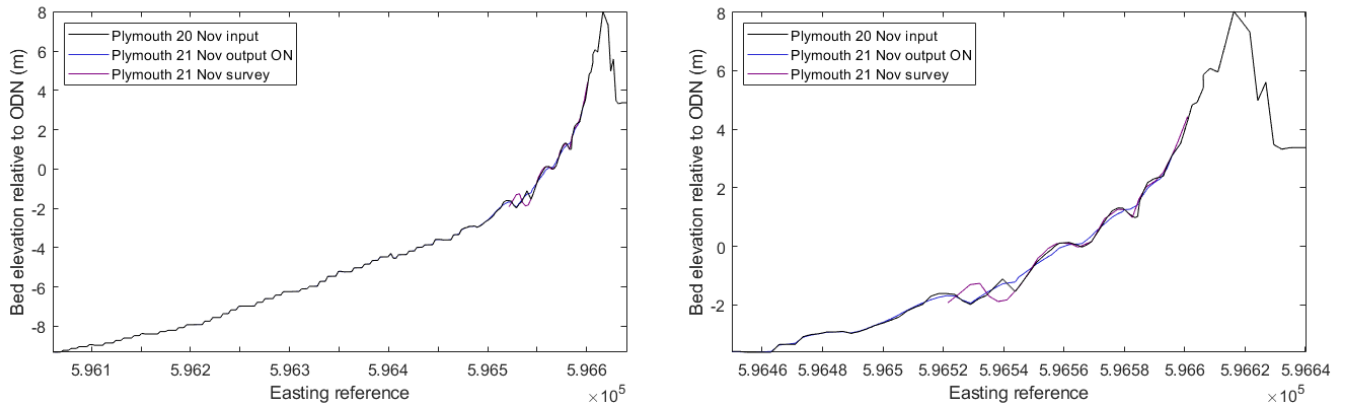 Plymouth 20 Nov input
Plymouth 21 Nov output ON
Plymouth 21 Nov survey
Bed elevation relative to ODN (m)
8
6
4
2
0
-2
-4
-6
-8
5.961 5.962 5.963 5.964 5.965 5.966
×10⁵
Easting reference
Plymouth 20 Nov input
Plymouth 21 Nov output ON
Plymouth 21 Nov survey
Bed elevation relative to ODN (m)
8
6
4
2
0
-2
5.9646 5.9648 5.965 5.9652 5.9654 5.9656 5.9658 5.966 5.9662 5.9664
×10⁵
Easting reference